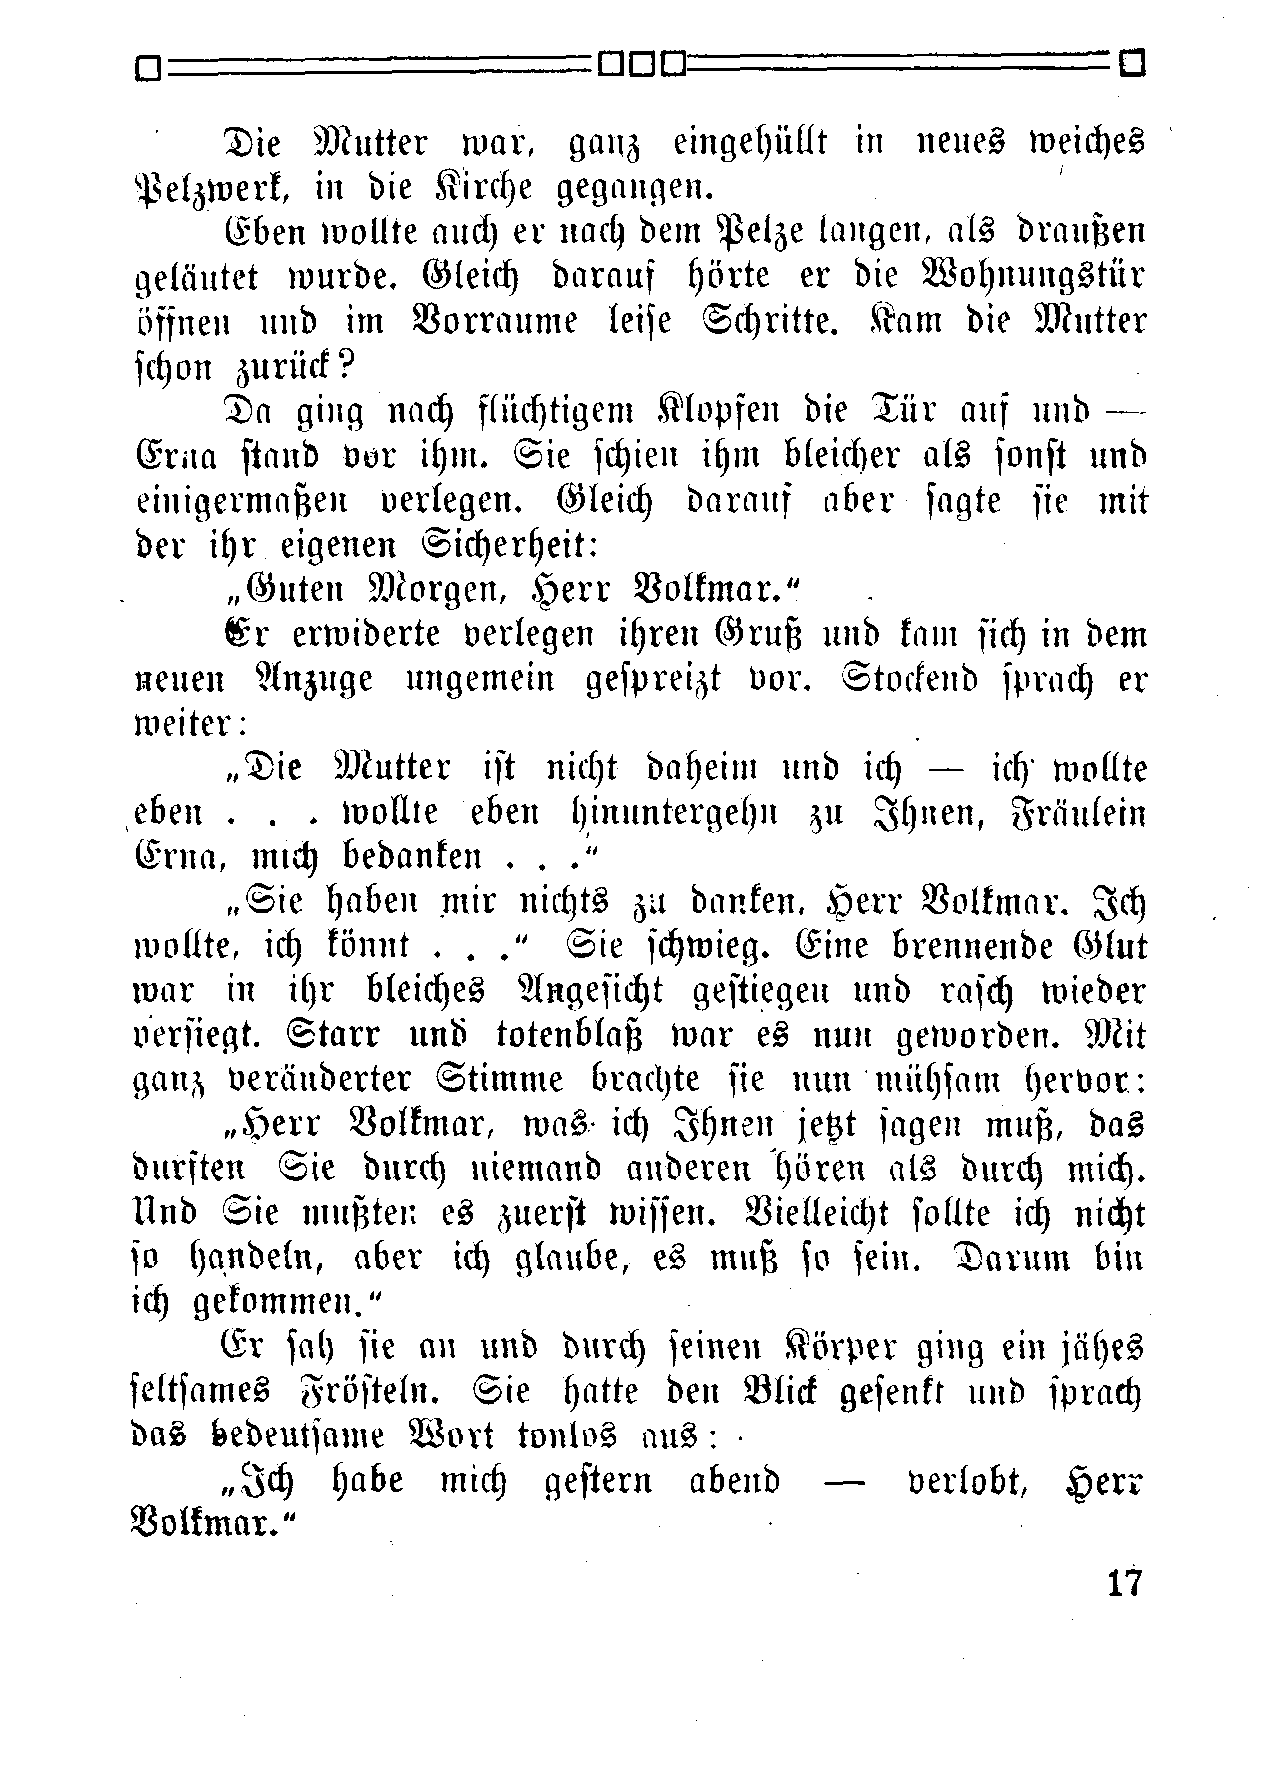 Die Mutter war, ganz eingehüllt in neues weiches
Pelzwerk, in die Kirche gegangen.
Eben wollte auch er nach dem Pelze langen, als draußen
geläutet wurde. Gleich darauf hörte er die Wohnungstür
öffnen und im Vorraume leise Schritte. Kam die Mutter
schon zurück?
Da ging nach flüchtigem Klopfen die Tür auf und —
Erna stand vor ihm. Sie schien ihm bleicher als sonst und
einigermaßen verlegen. Gleich darauf aber sagte sie mit
der ihr eigenen Sicherheit:
„Guten Morgen, Herr Volkmar.“
Er erwiderte verlegen ihren Gruß und kam sich in dem
neuen Anzuge ungemein gespreizt vor. Stockend sprach er
weiter:
„Die Mutter ist nicht daheim und ich — ich wollte
eben . . . wollte eben hinuntergehn zu Ihnen, Fräulein
Erna, mich bedanken . . .“
„Sie haben mir nichts zu danken, Herr Volkmar. Ich
wollte, ich könnt . . .“ Sie schwieg. Eine brennende Glut
war in ihr bleiches Angesicht gestiegen und rasch wieder
versiegt. Starr und totenblaß war es nun geworden. Mit
ganz veränderter Stimme brachte sie nun mühsam hervor:
„Herr Volkmar, was ich Ihnen jetzt sagen muß, das
durften Sie durch niemand anderen hören als durch mich.
Und Sie mußten es zuerst wissen. Vielleicht sollte ich nicht
so handeln, aber ich glaube, es muß so sein. Darum bin
ich gekommen.“
Er sah sie an und durch seinen Körper ging ein jähes
seltsames Frösteln. Sie hatte den Blick gesenkt und sprach
das bedeutsame Wort tonlos aus:
„Ich habe mich gestern abend — verlobt, Herr
Volkmar.“
17